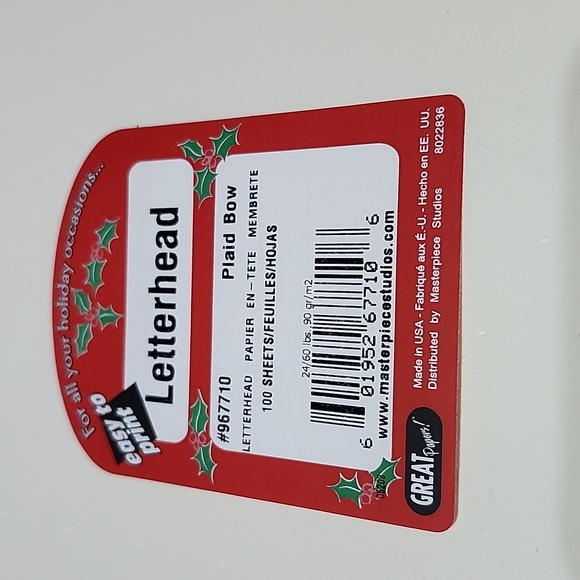 For all your holiday occasions...
easy to
print
Letterhead
#967710
Plaid Bow
LETTERHEAD PAPIER EN-TETE MEMBRETE
100 SHEETS/FEUILLES/HOJAS
24/60 lbs., 90 gr/m2
6 01952 67710 6
www.masterpiecestudios.com
GREAT Papers!
Made in USA - Fabriqué aux É.-U. - Hecho en EE. UU.
Distributed by Masterpiece Studios 8022836